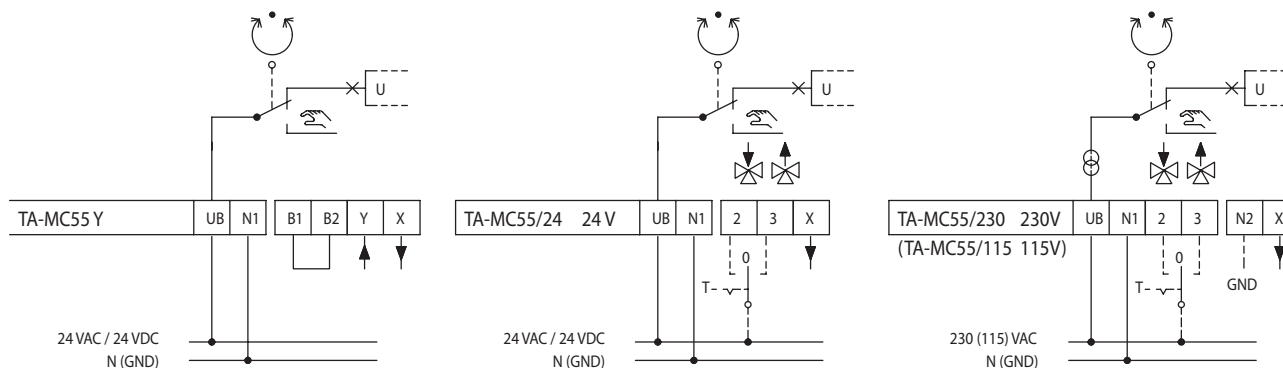 U
TA-MC55 Y
UB
N1
B1
B2
Y
X
24 VAC / 24 VDC
N (GND)
U
TA-MC55/24 24 V
UB
N1
2
3
X
0
T
24 VAC / 24 VDC
N (GND)
U
TA-MC55/230 230V
(TA-MC55/115 115V)
UB
N1
2
3
N2
X
0
T
GND
230 (115) VAC
N (GND)